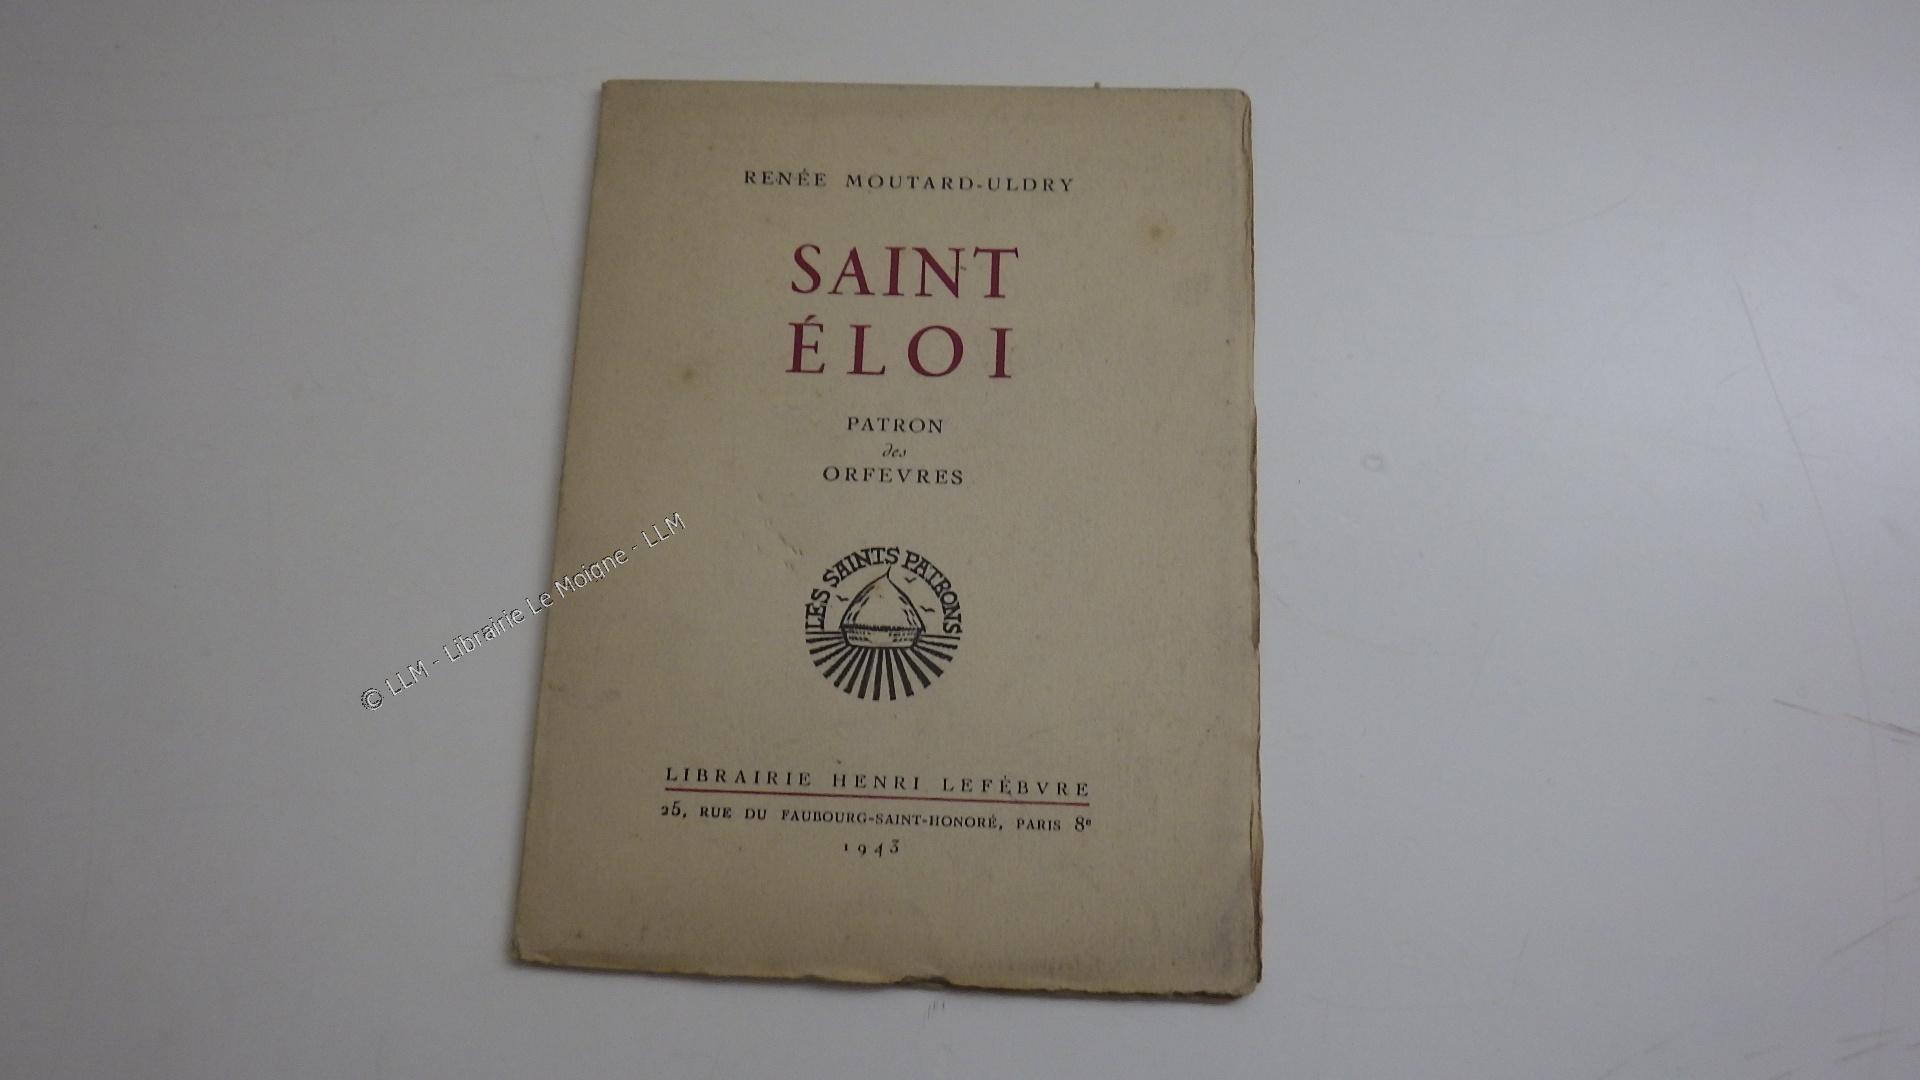 RENÉE MOUTARD-ULDRY
SAINT
ÉLOI
PATRON
des
ORFEVRES
LES SAINTS PATRONS
LIBRAIRIE HENRI LEFÉBVRE
25, RUE DU FAUBOURG-SAINT-HONORÉ, PARIS 8e
1943
© LLM - Librairie Le Moigne - LLM